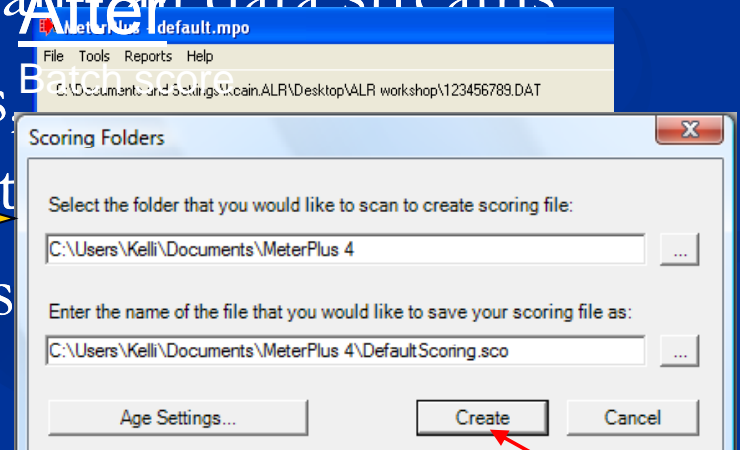 After
data streams
MeterPlus - default.mpo
File Tools Reports Help
Batch score
C:\Documents and Settings\kcain.ALR\Desktop\ALR workshop\123456789.DAT
Scoring Folders
Select the folder that you would like to scan to create scoring file:
C:\Users\Kelli\Documents\MeterPlus 4
...
Enter the name of the file that you would like to save your scoring file as:
C:\Users\Kelli\Documents\MeterPlus 4\DefaultScoring.sco
...
Age Settings... Create Cancel